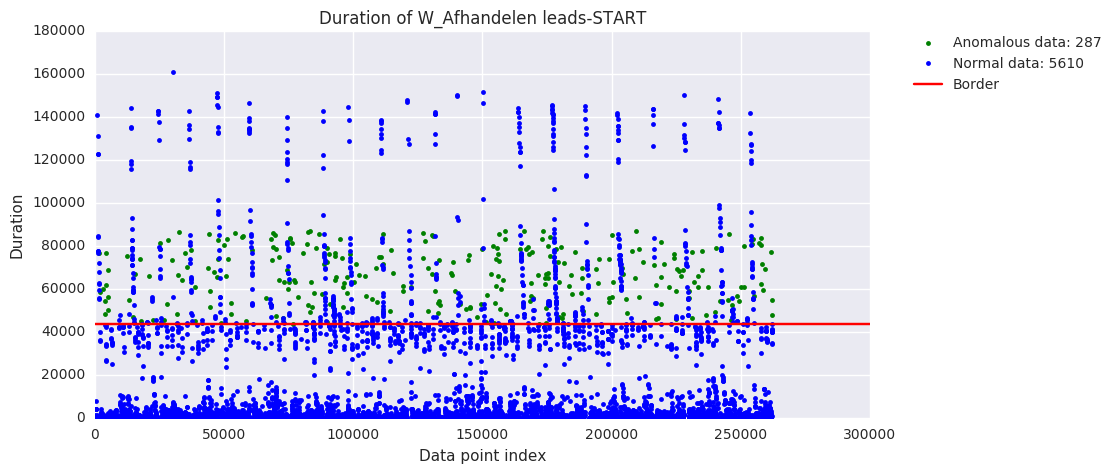 Duration of W_Afhandelen leads-START
180000
160000
140000
120000
100000
80000
60000
40000
20000
0
Duration
0 50000 100000 150000 200000 250000 300000
Data point index
Anomalous data: 287
Normal data: 5610
Border